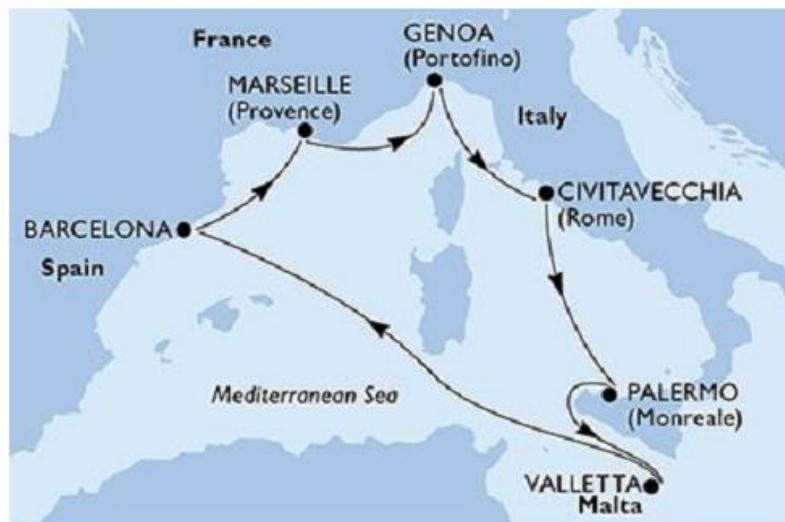 France
GENOA
(Portofino)
MARSEILLE
(Provence)
Italy
CIVITAVECCHIA
(Rome)
BARCELONA
Spain
Mediterranean Sea
PALERMO
(Monreale)
VALLETTA
Malta